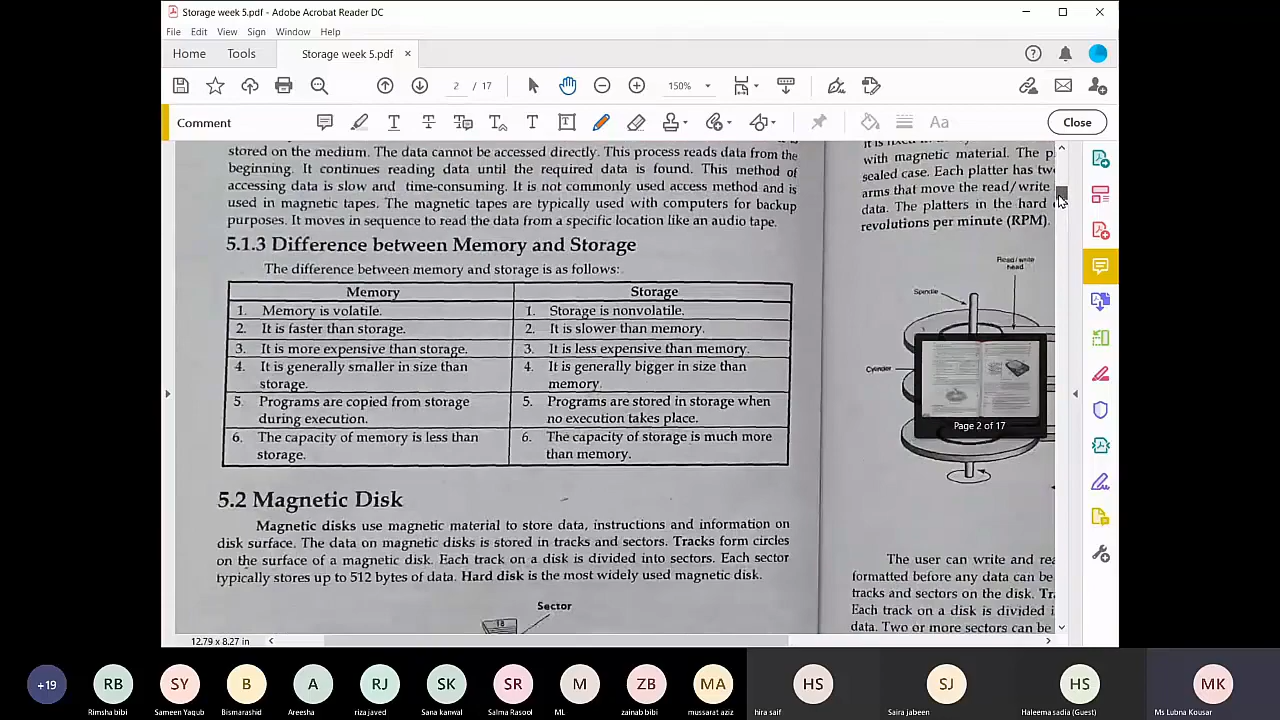 Storage week 5.pdf - Adobe Acrobat Reader DC
File Edit View Sign Window Help
Home Tools Storage week 5.pdf ×
2 / 17 150%
Comment Aa Close
stored on the medium. The data cannot be accessed directly. This process reads data from the
beginning. It continues reading data until the required data is found. This method of
accessing data is slow and time-consuming. It is not commonly used access method and is
used in magnetic tapes. The magnetic tapes are typically used with computers for backup
purposes. It moves in sequence to read the data from a specific location like an audio tape.
5.1.3 Difference between Memory and Storage
The difference between memory and storage is as follows:
Memory Storage
1. Memory is volatile. 1. Storage is nonvolatile.
2. It is faster than storage. 2. It is slower than memory.
3. It is more expensive than storage. 3. It is less expensive than memory.
4. It is generally smaller in size than 4. It is generally bigger in size than
storage. memory.
5. Programs are copied from storage 5. Programs are stored in storage when
during execution. no execution takes place.
6. The capacity of memory is less than 6. The capacity of storage is much more
storage. than memory.
5.2 Magnetic Disk
Magnetic disks use magnetic material to store data, instructions and information on
disk surface. The data on magnetic disks is stored in tracks and sectors. Tracks form circles
on the surface of a magnetic disk. Each track on a disk is divided into sectors. Each sector
typically stores up to 512 bytes of data. Hard disk is the most widely used magnetic disk.
Sector
18
with magnetic material. The p
sealed case. Each platter has two
arms that move the read/write
data. The platters in the hard
revolutions per minute (RPM).
Read/write
head
Spindle
Cylinder
Page 2 of 17
The user can write and rea
formatted before any data can be
tracks and sectors on the disk. Tr
Each track on a disk is divided i
data. Two or more sectors can be
12.79 x 8.27 in
+19 RB SY B A RJ SK SR M ZB MA HS SJ HS MK
Rimsha bibi Sameen Yaqub Bismarashid Areesha riza javed Sana kanwal Salma Rasool ML zainab bibi mussarat aziz hira saif Saira jabeen Haleema sadia (Guest) Ms Lubna Kousar